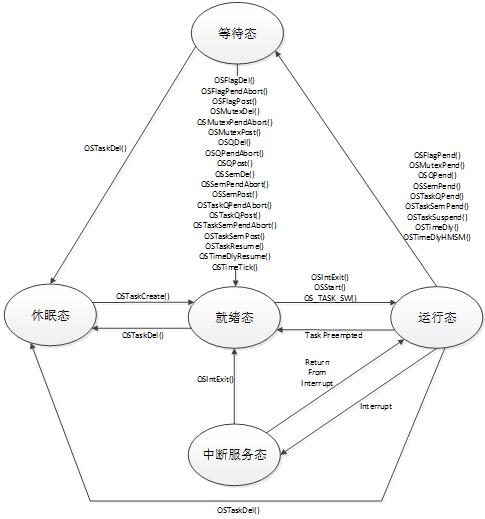 等待态
OSFlagDel()
OSFlagPendAbort()
OSFlagPost()
OSMutexDel()
OSMutexPendAbort()
OSMutexPost()
OSQDel()
OSQPendAbort()
OSQPost()
OSSemDel()
OSSemPendAbort()
OSSemPost()
OSTaskQPendAbort()
OSTaskQPost()
OSTaskSemPendAbort()
OSTaskSemPost()
OSTaskResume()
OSTimeDlyResume()
OSTimeTick()
OSTaskDel()
OSFlagPend()
OSMutexPend()
OSQPend()
OSSemPend()
OSTaskQPend()
OSTaskSemPend()
OSTaskSuspend()
OSTimeDly()
OSTimeDlyHMSM()
休眠态
OSTaskCreate()
OSTaskDel()
就绪态
OSIntExit()
OSStart()
OS_TASK_SW()
Task Preempted
运行态
OSIntExit()
Return
From
Interrupt
Interrupt
中断服务态
OSTaskDel()